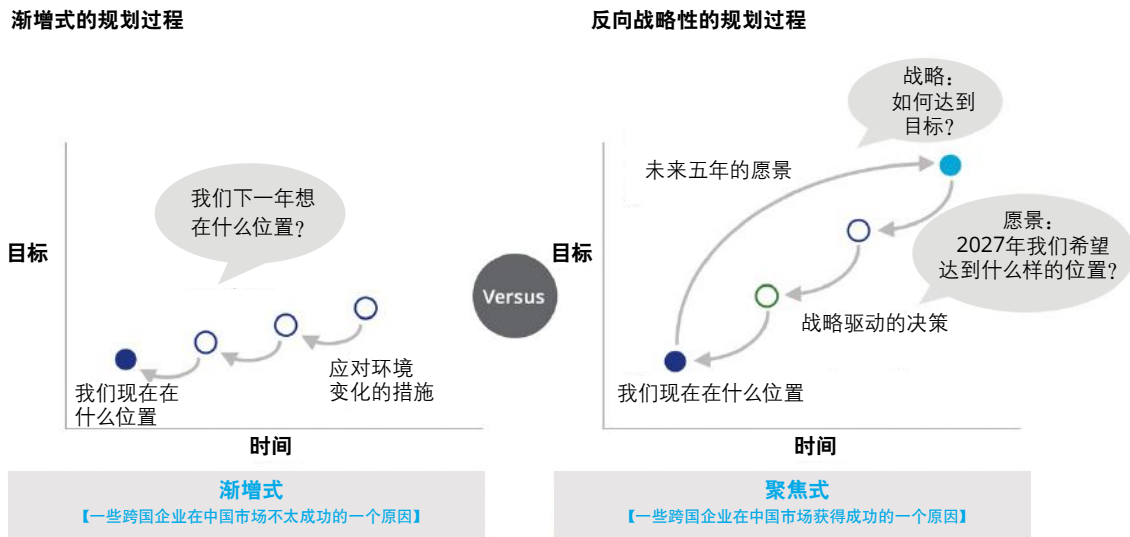 渐增式的规划过程
我们下一年想
在什么位置?
目标
我们现在在
什么位置
应对环境
变化的措施
时间
渐增式
【一些跨国企业在中国市场不太成功的一个原因】
Versus
反向战略性的规划过程
战略:
如何达到
目标?
未来五年的愿景
目标
愿景:
2027年我们希望
达到什么样的位置?
战略驱动的决策
我们现在在什么位置
时间
聚焦式
【一些跨国企业在中国市场获得成功的一个原因】